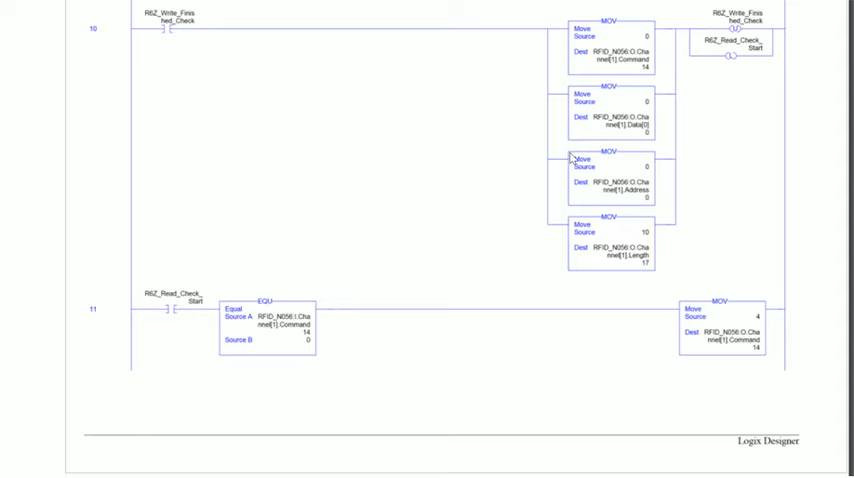 R6Z_Write_Finis
hed_Check
10
MOV
Move
Source 0
Dest RFID_N056:O.Cha
nnel[1].Command
14
MOV
Move
Source 0
Dest RFID_N056:O.Cha
nnel[1].Data[0]
0
MOV
Move
Source 0
Dest RFID_N056:O.Cha
nnel[1].Address
0
MOV
Move
Source 10
Dest RFID_N056:O.Cha
nnel[1].Length
17
R6Z_Write_Finis
hed_Check
U
R6Z_Read_Check_
Start
L
R6Z_Read_Check_
Start
11
EQU
Equal
Source A RFID_N056:I.Cha
nnel[1].Command
14
Source B 0
MOV
Move
Source 4
Dest RFID_N056:O.Cha
nnel[1].Command
14
Logix Designer